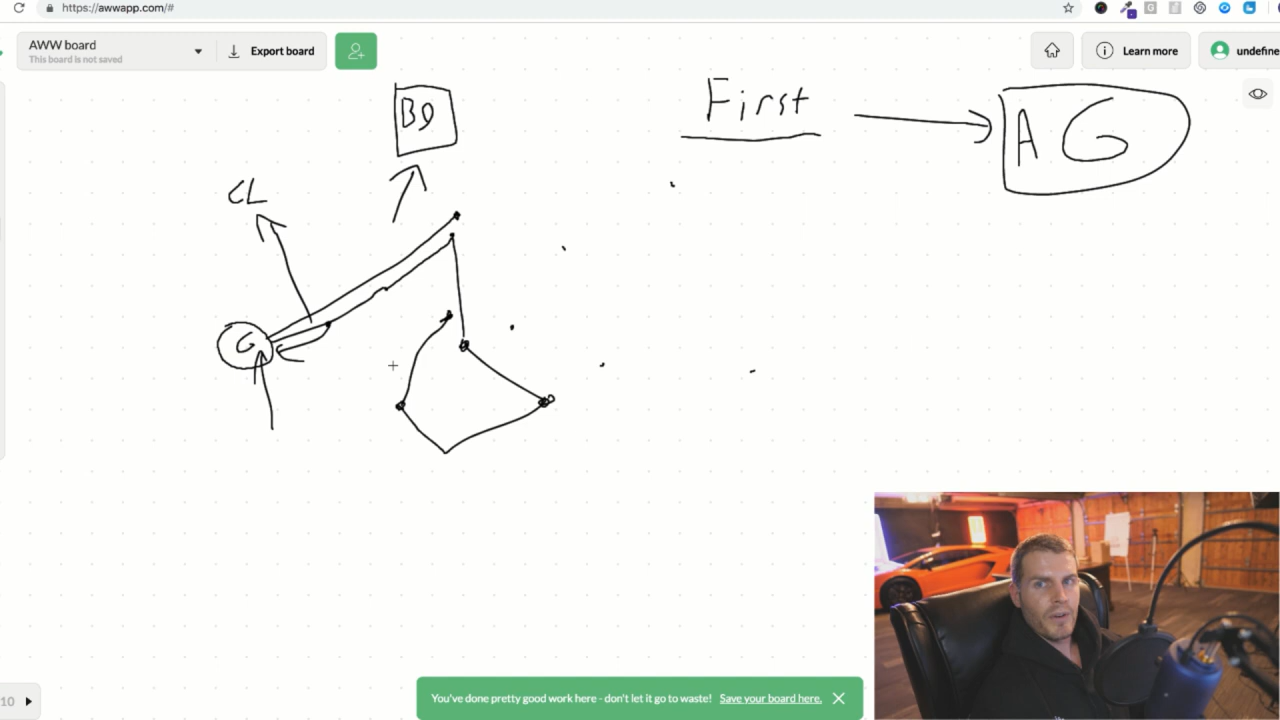 https://awwapp.com/#
AWW board
This board is not saved
Export board
Learn more
undefine
First
AG
CL
G
10
You've done pretty good work here - don't let it go to waste! Save your board here.